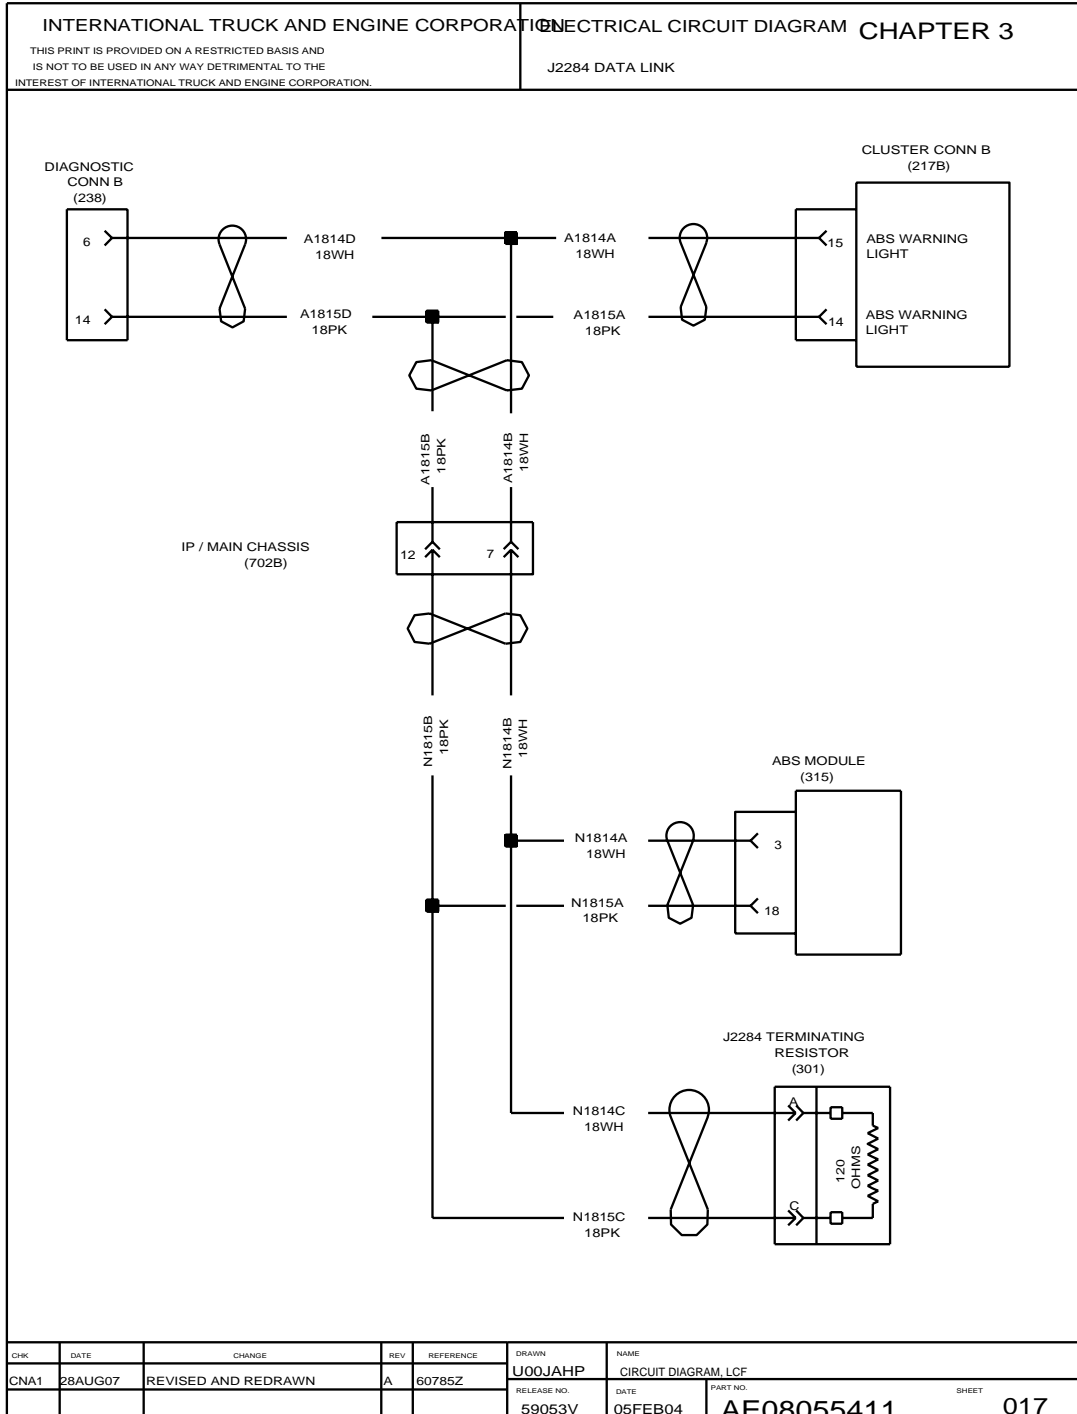 INTERNATIONAL TRUCK AND ENGINE CORPORATION
ELECTRICAL CIRCUIT DIAGRAM CHAPTER 3
THIS PRINT IS PROVIDED ON A RESTRICTED BASIS AND
IS NOT TO BE USED IN ANY WAY DETRIMENTAL TO THE
INTEREST OF INTERNATIONAL TRUCK AND ENGINE CORPORATION.
J2284 DATA LINK
DIAGNOSTIC
CONN B
(238)
6
14
A1814D
18WH
A1815D
18PK
A1814A
18WH
A1815A
18PK
CLUSTER CONN B
(217B)
15
ABS WARNING
LIGHT
14
ABS WARNING
LIGHT
A1815B
18PK
A1814B
18WH
IP / MAIN CHASSIS
(702B)
12
7
N1815B
18PK
N1814B
18WH
ABS MODULE
(315)
N1814A
18WH
3
N1815A
18PK
18
J2284 TERMINATING
RESISTOR
(301)
N1814C
18WH
A
120
OHMS
N1815C
18PK
C
CHK DATE CHANGE REV REFERENCE
CNA1 28AUG07 REVISED AND REDRAWN A 60785Z
DRAWN
U00JAHP
NAME
CIRCUIT DIAGRAM, LCF
RELEASE NO.
59053V
DATE
05FEB04
PART NO.
AE08055411
SHEET
017